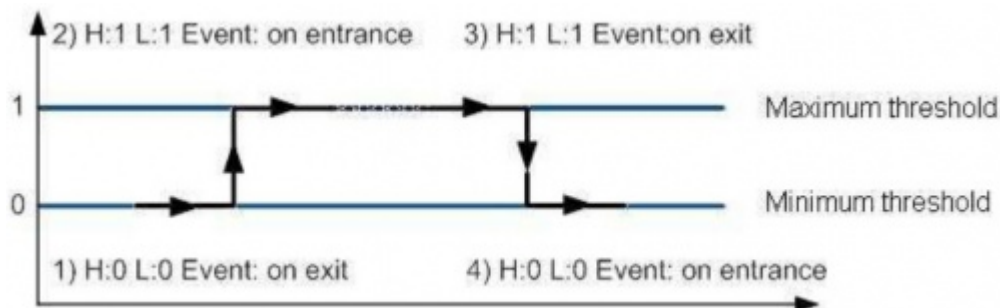 2) H:1 L:1 Event: on entrance
3) H:1 L:1 Event:on exit
1
Maximum threshold
0
Minimum threshold
1) H:0 L:0 Event: on exit
4) H:0 L:0 Event: on entrance